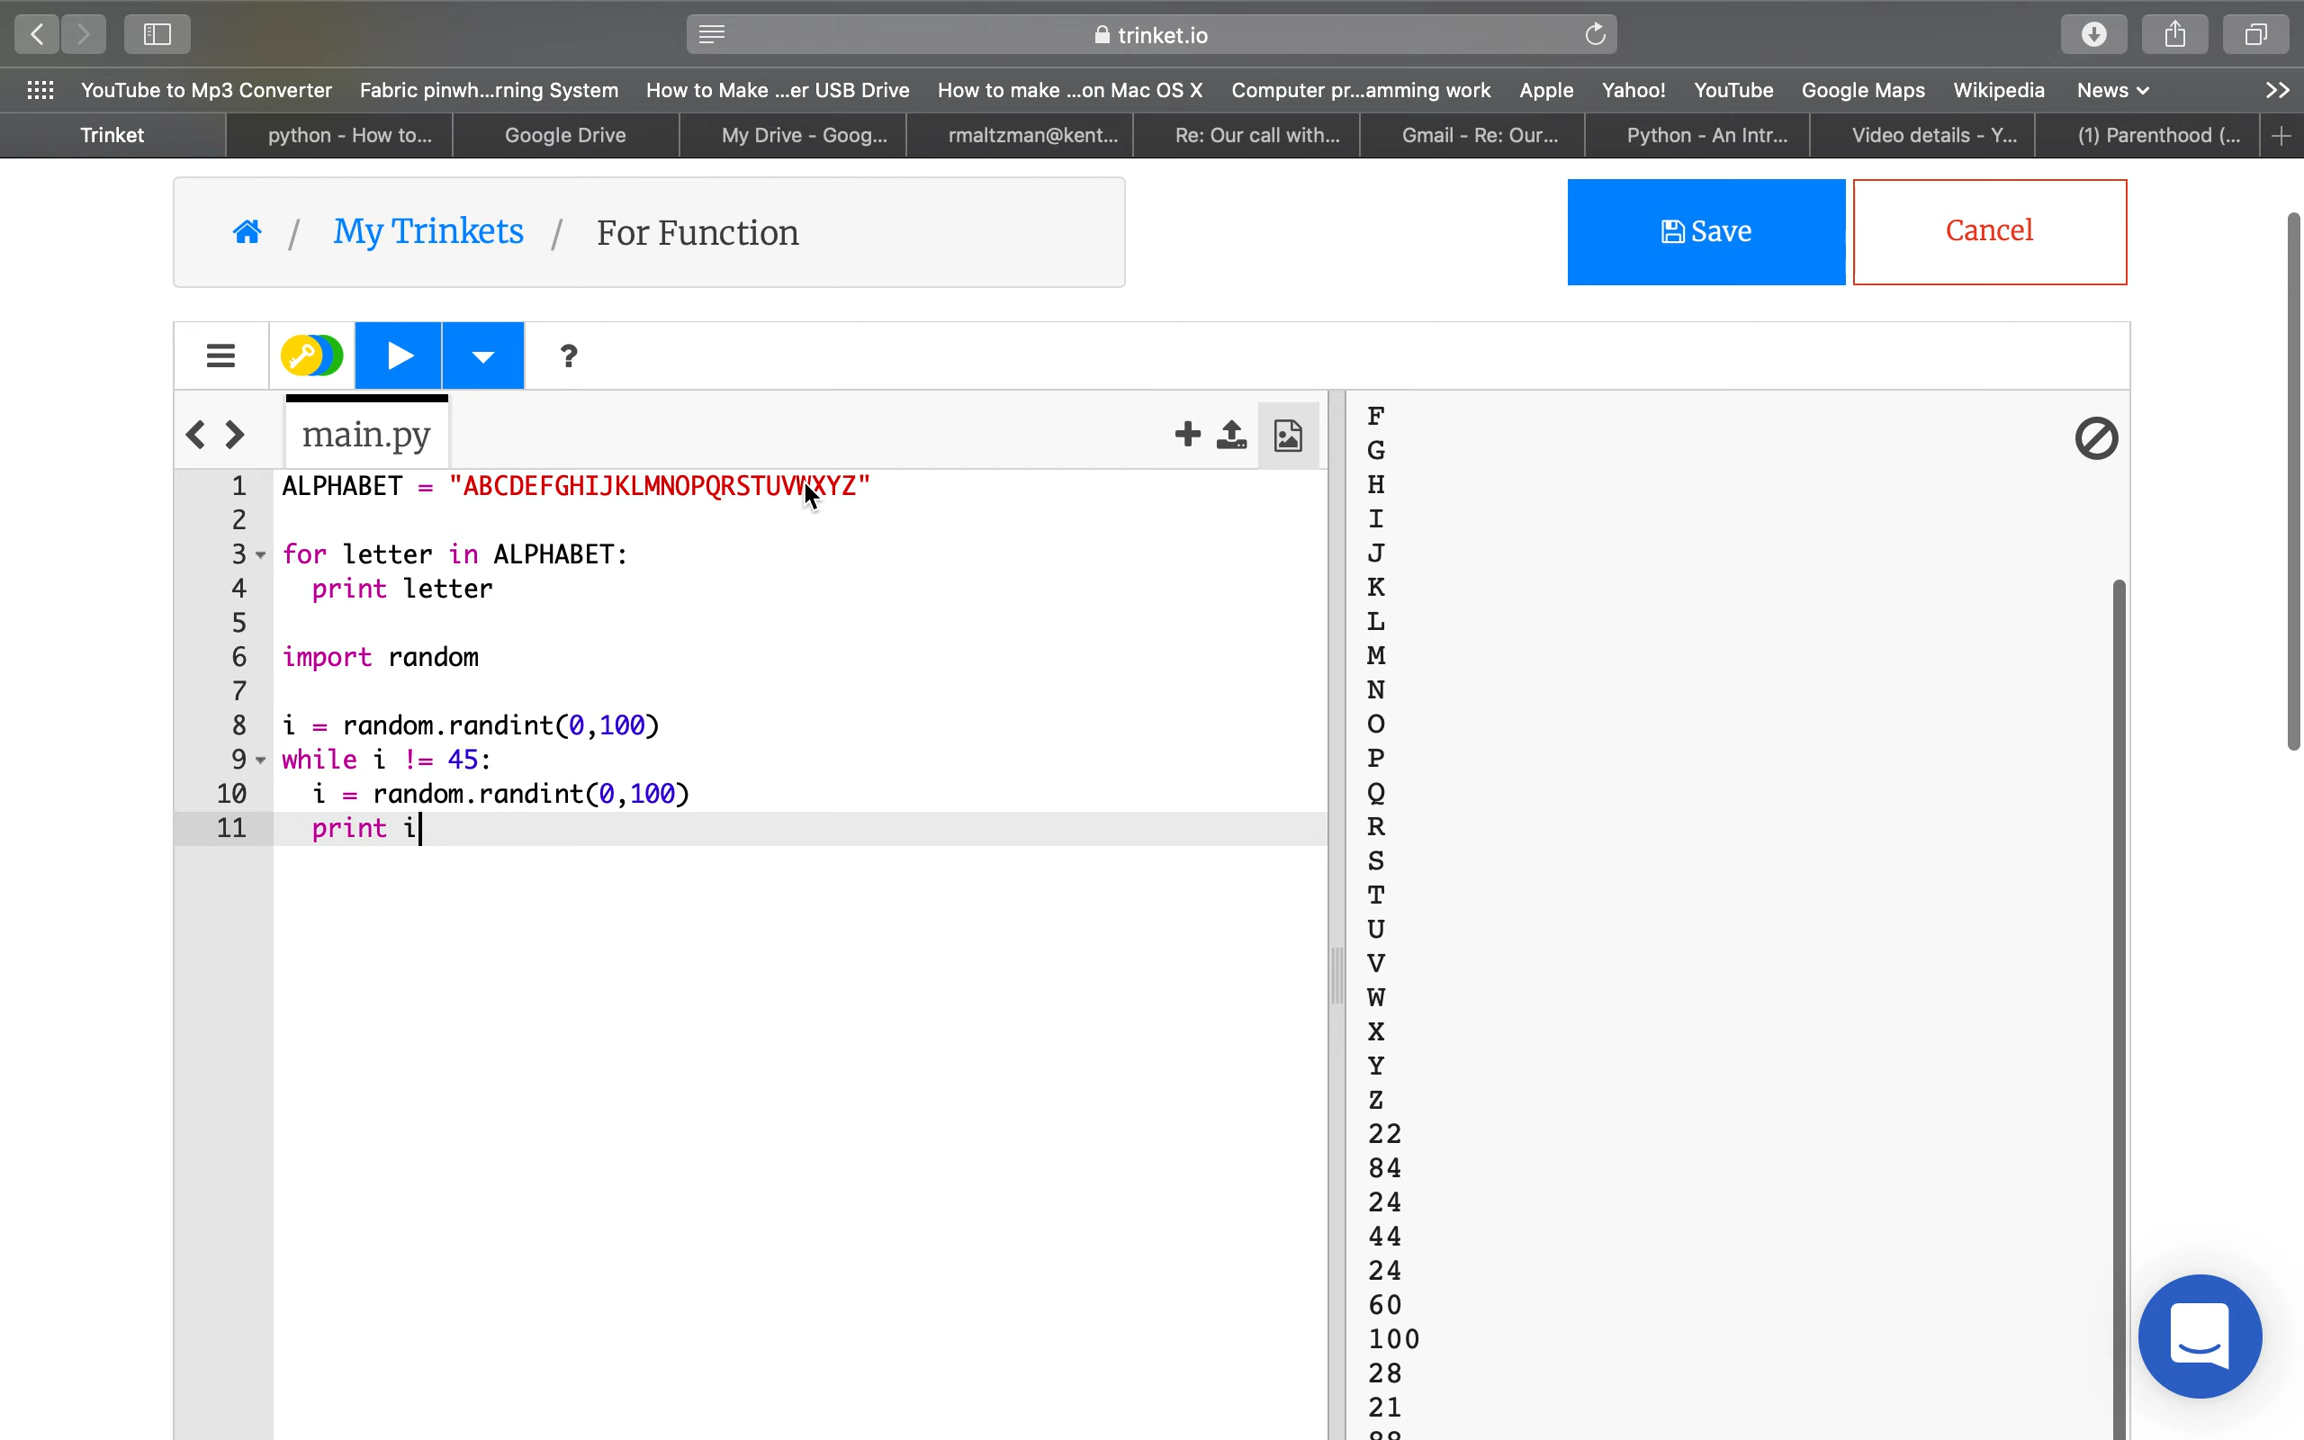 trinket.io
YouTube to Mp3 Converter Fabric pinwh...rning System How to Make ...er USB Drive How to make ...on Mac OS X Computer pr...amming work Apple Yahoo! YouTube Google Maps Wikipedia News
Trinket python - How to... Google Drive My Drive - Goog... rmaltzman@kent... Re: Our call with... Gmail - Re: Our... Python - An Intr... Video details - Y... (1) Parenthood (...
/ My Trinkets / For Function
Save Cancel
?
main.py
1 ALPHABET = "ABCDEFGHIJKLMNOPQRSTUVWXYZ"
2
3 for letter in ALPHABET:
4 print letter
5
6 import random
7
8 i = random.randint(0,100)
9 while i != 45:
10 i = random.randint(0,100)
11 print i
F
G
H
I
J
K
L
M
N
O
P
Q
R
S
T
U
V
W
X
Y
Z
22
84
24
44
24
60
100
28
21